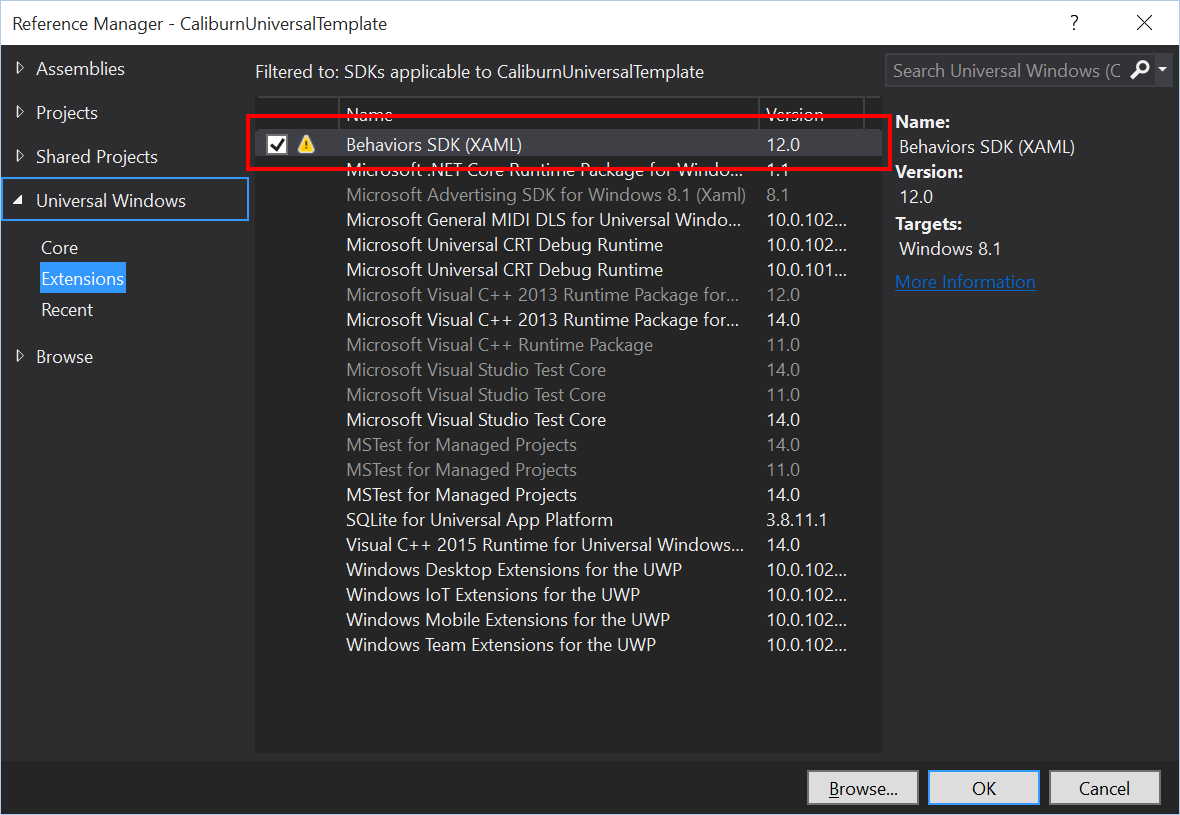 Reference Manager - CaliburnUniversalTemplate ?
Assemblies
Projects
Shared Projects
Universal Windows
Core
Extensions
Recent
Browse
Filtered to: SDKs applicable to CaliburnUniversalTemplate
Name Version
Behaviors SDK (XAML) 12.0
Microsoft .NET Core Runtime Package for Windo... 1.1
Microsoft Advertising SDK for Windows 8.1 (Xaml) 8.1
Microsoft General MIDI DLS for Universal Windo... 10.0.102...
Microsoft Universal CRT Debug Runtime 10.0.102...
Microsoft Universal CRT Debug Runtime 10.0.101...
Microsoft Visual C++ 2013 Runtime Package for... 12.0
Microsoft Visual C++ 2013 Runtime Package for... 14.0
Microsoft Visual C++ Runtime Package 11.0
Microsoft Visual Studio Test Core 14.0
Microsoft Visual Studio Test Core 11.0
Microsoft Visual Studio Test Core 14.0
MSTest for Managed Projects 14.0
MSTest for Managed Projects 11.0
MSTest for Managed Projects 14.0
SQLite for Universal App Platform 3.8.11.1
Visual C++ 2015 Runtime for Universal Windows... 14.0
Windows Desktop Extensions for the UWP 10.0.102...
Windows IoT Extensions for the UWP 10.0.102...
Windows Mobile Extensions for the UWP 10.0.102...
Windows Team Extensions for the UWP 10.0.102...
Search Universal Windows (C
Name:
Behaviors SDK (XAML)
Version:
12.0
Targets:
Windows 8.1
More Information
Browse... OK Cancel